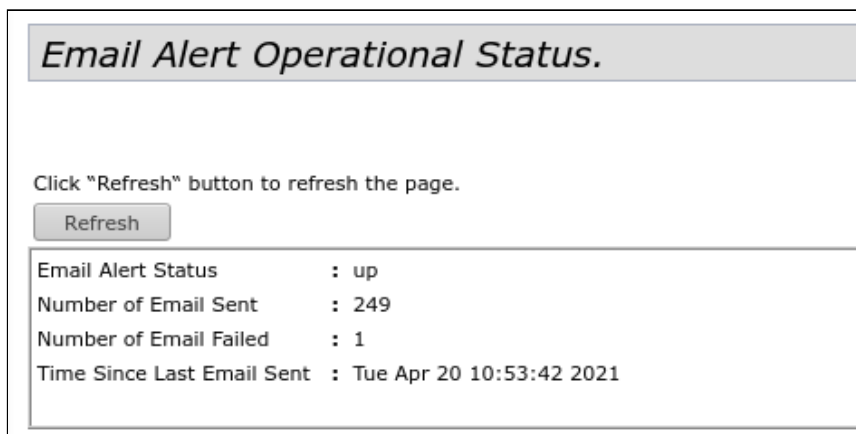 Email Alert Operational Status.
Click “Refresh“ button to refresh the page.
Refresh
Email Alert Status : up
Number of Email Sent : 249
Number of Email Failed : 1
Time Since Last Email Sent : Tue Apr 20 10:53:42 2021